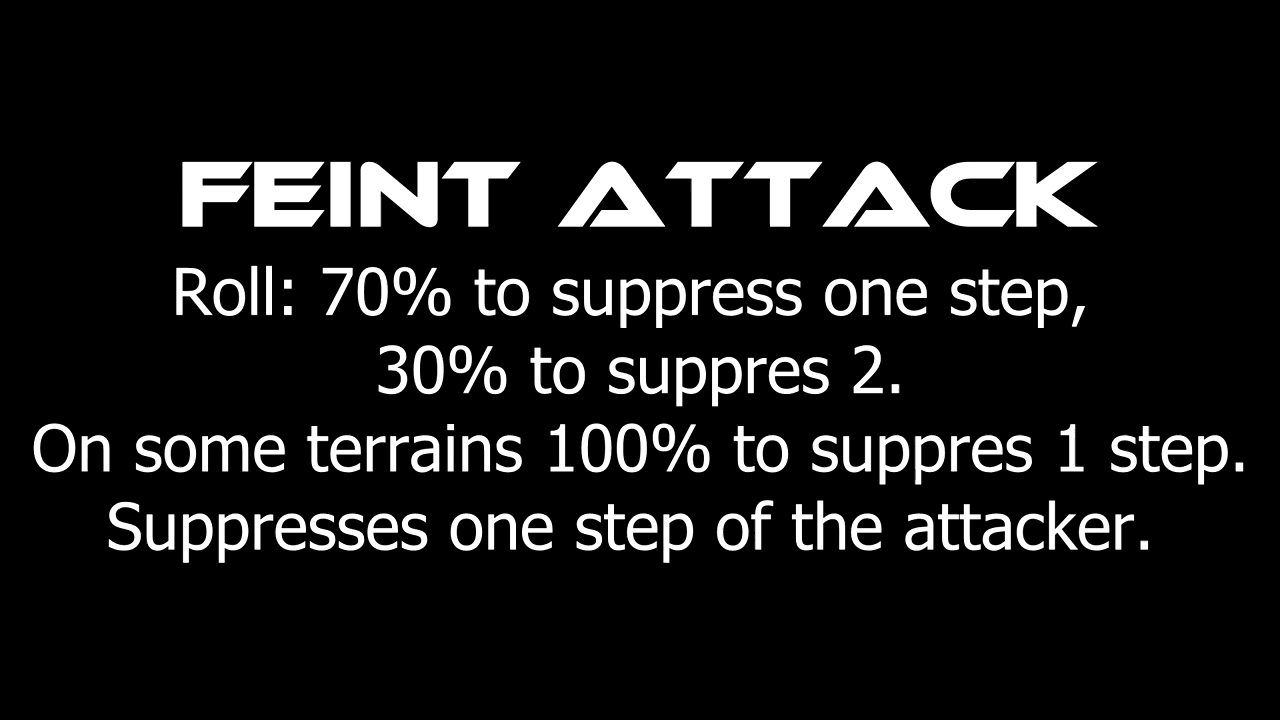 FEINT ATTACK
Roll: 70% to suppress one step,
30% to suppres 2.
On some terrains 100% to suppres 1 step.
Suppresses one step of the attacker.